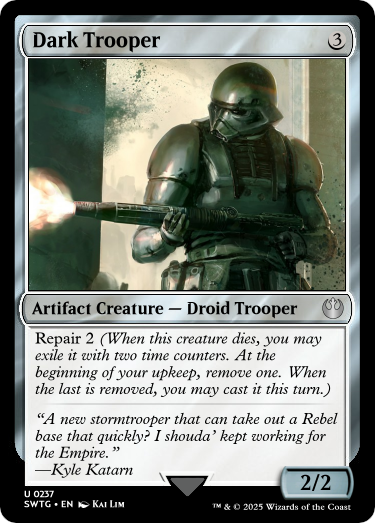 Dark Trooper
3
Artifact Creature — Droid Trooper
Repair 2 (When this creature dies, you may
exile it with two time counters. At the
beginning of your upkeep, remove one. When
the last is removed, you may cast it this turn.)
“A new stormtrooper that can take out a Rebel
base that quickly? I shouda’ kept working for
the Empire.”
—Kyle Katarn
2/2
U 0237
SWTG • EN Kai Lim
™ & © 2025 Wizards of the Coast